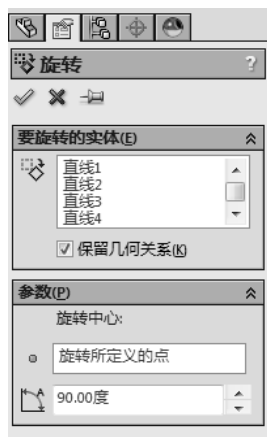 旋转
?
要旋转的实体(E)
直线1
直线2
直线3
直线4
保留几何关系(K)
参数(P)
旋转中心:
旋转所定义的点
90.00度